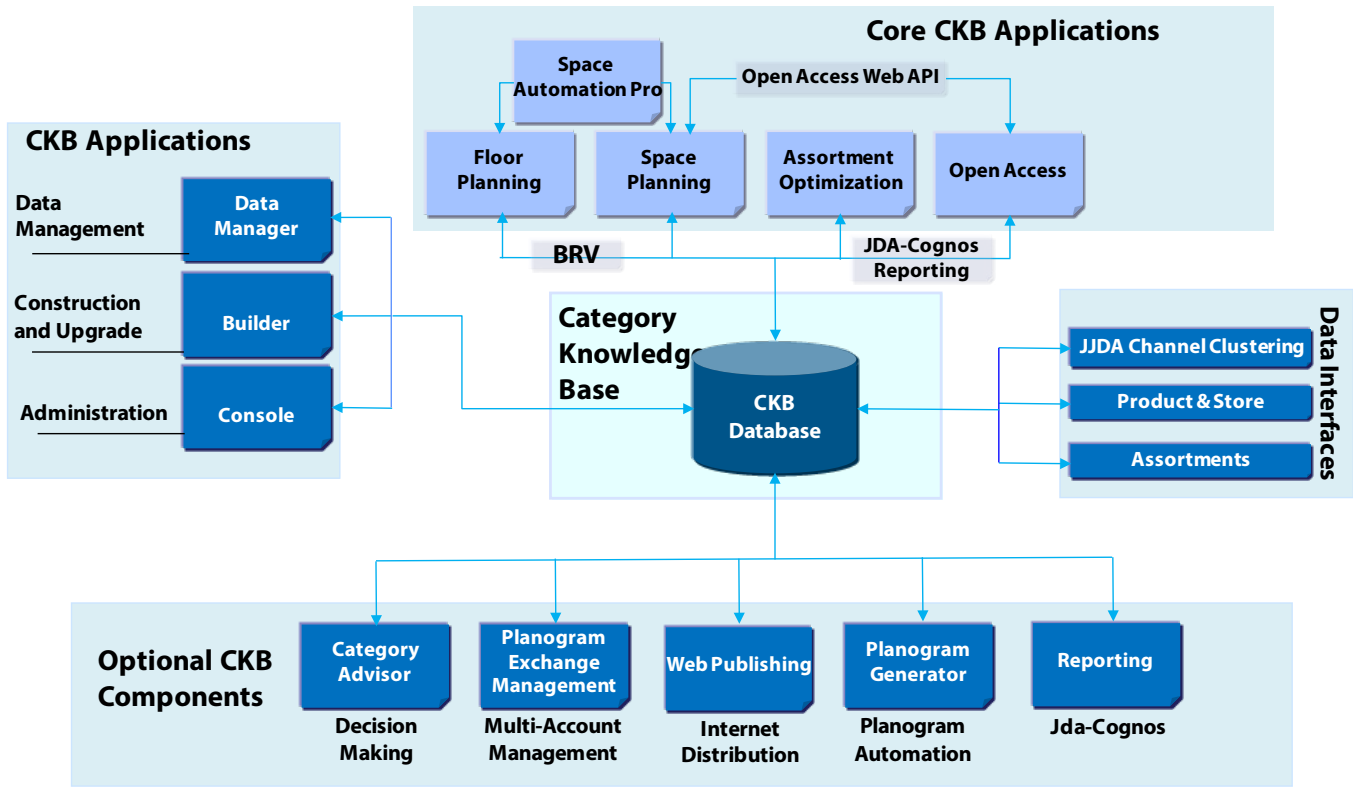 Core CKB Applications
Space
Automation Pro
Open Access Web API
Floor
Planning
Space
Planning
Assortment
Optimization
Open Access
BRV
JDA-Cognos
Reporting
CKB Applications
Data
Management
Data
Manager
Construction
and Upgrade
Builder
Administration
Console
Category
Knowledge
Base
CKB
Database
Data Interfaces
JJDA Channel Clustering
Product & Store
Assortments
Optional CKB
Components
Category
Advisor
Decision
Making
Planogram
Exchange
Management
Multi-Account
Management
Web Publishing
Internet
Distribution
Planogram
Generator
Planogram
Automation
Reporting
Jda-Cognos